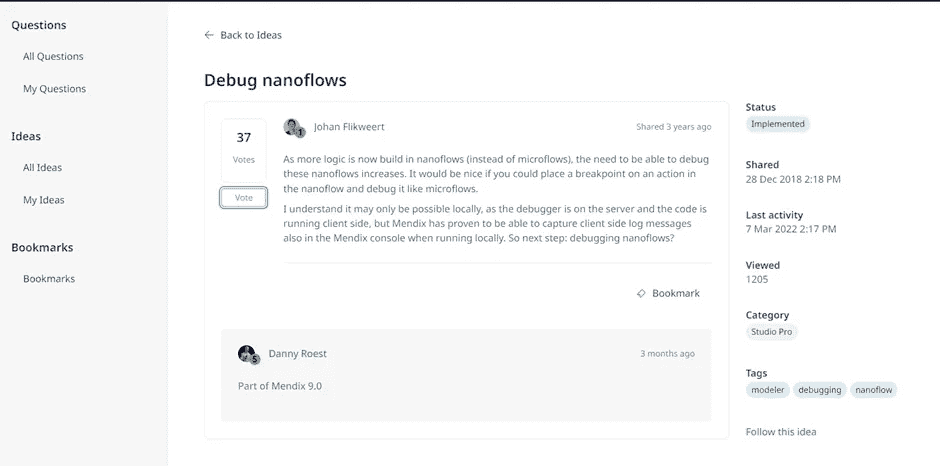 Questions
All Questions
My Questions
Ideas
All Ideas
My Ideas
Bookmarks
Bookmarks
Back to Ideas
Debug nanoflows
37
Votes
Vote
1
Johan Flikweert
Shared 3 years ago
As more logic is now build in nanoflows (instead of microflows), the need to be able to debug
these nanoflows increases. It would be nice if you could place a breakpoint on an action in
the nanoflow and debug it like microflows.
I understand it may only be possible locally, as the debugger is on the server and the code is
running client side, but Mendix has proven to be able to capture client side log messages
also in the Mendix console when running locally. So next step: debugging nanoflows?
Bookmark
5
Danny Roest
3 months ago
Part of Mendix 9.0
Status
Implemented
Shared
28 Dec 2018 2:18 PM
Last activity
7 Mar 2022 2:17 PM
Viewed
1205
Category
Studio Pro
Tags
modeler debugging nanoflow
Follow this idea